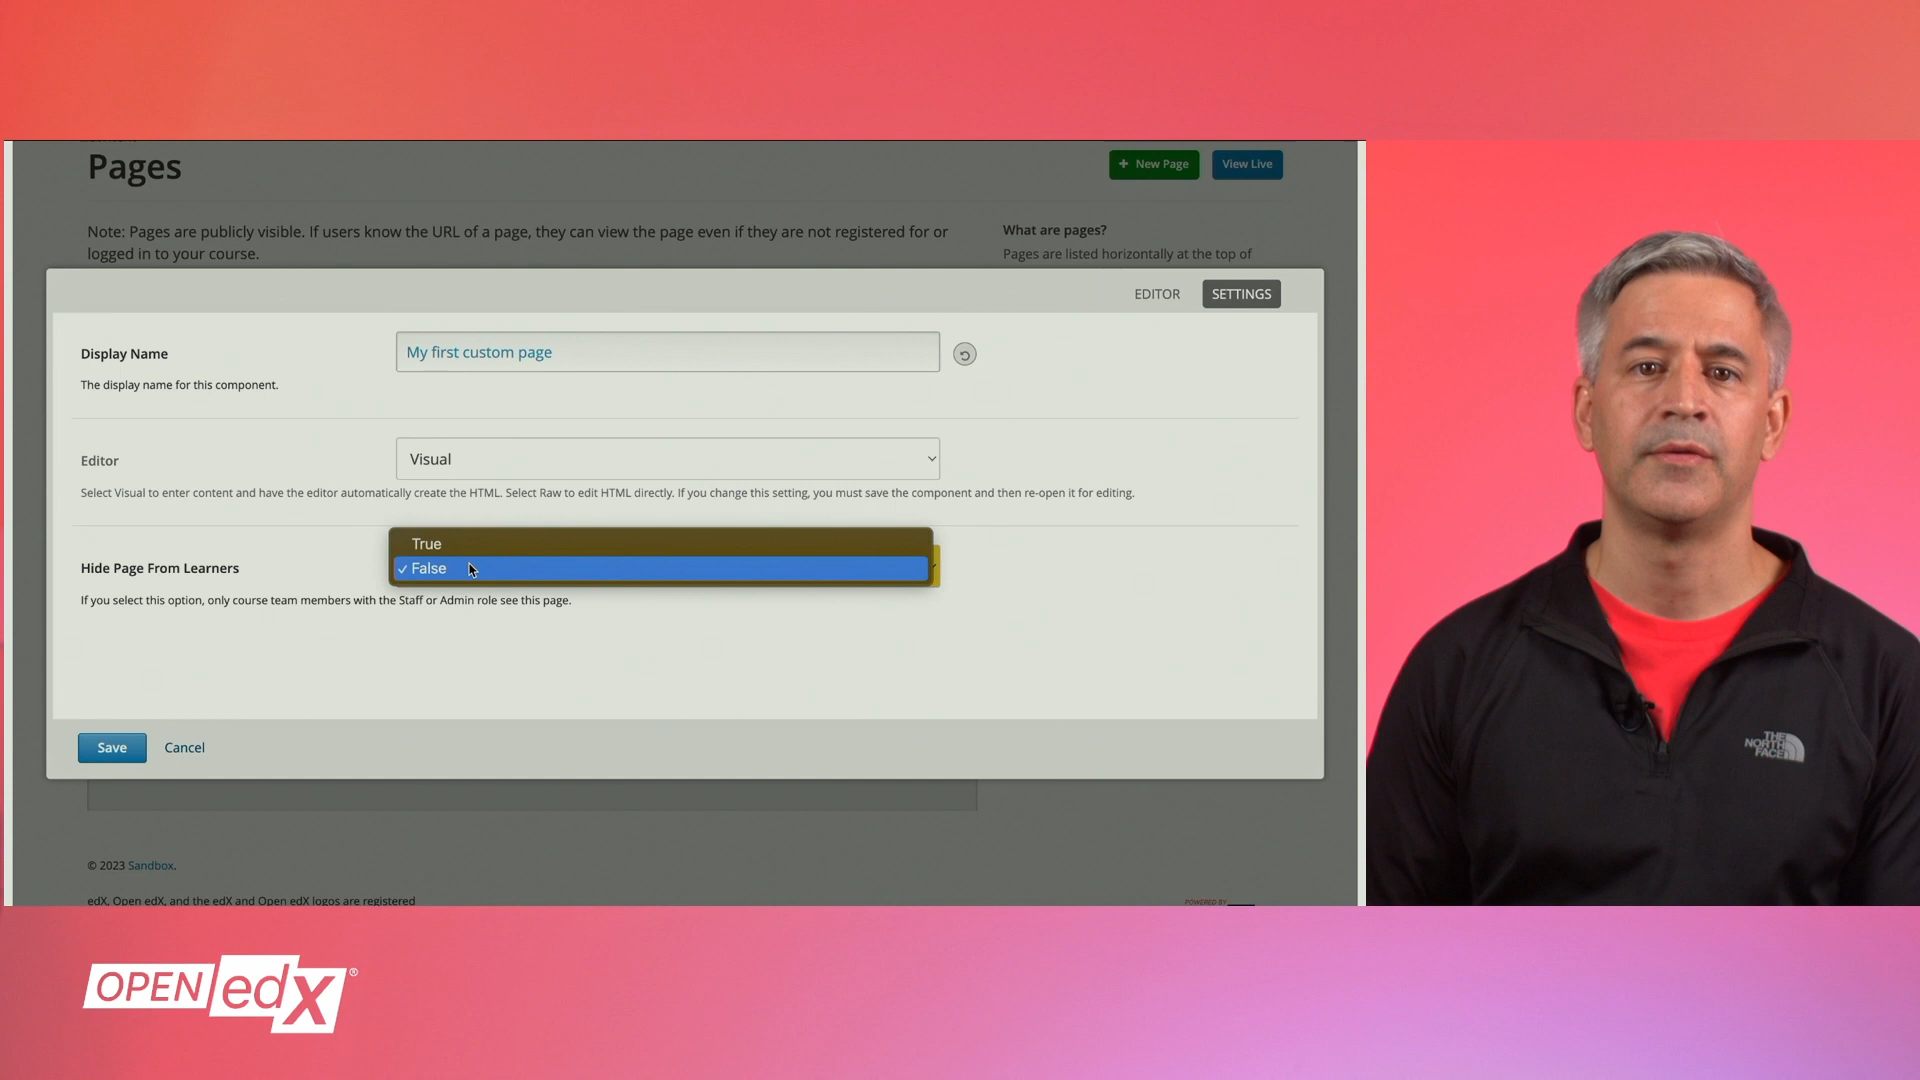 Pages
+ New Page
View Live
Note: Pages are publicly visible. If users know the URL of a page, they can view the page even if they are not registered for or
logged in to your course.
What are pages?
Pages are listed horizontally at the top of
EDITOR
SETTINGS
Display Name
My first custom page
The display name for this component.
Editor
Visual
Select Visual to enter content and have the editor automatically create the HTML. Select Raw to edit HTML directly. If you change this setting, you must save the component and then re-open it for editing.
True
Hide Page From Learners
✓ False
If you select this option, only course team members with the Staff or Admin role see this page.
Save
Cancel
© 2023 Sandbox.
edX, Open edX, and the edX and Open edX logos are registered
POWERED BY
THE
NORTH
FACE
OPEN edX®